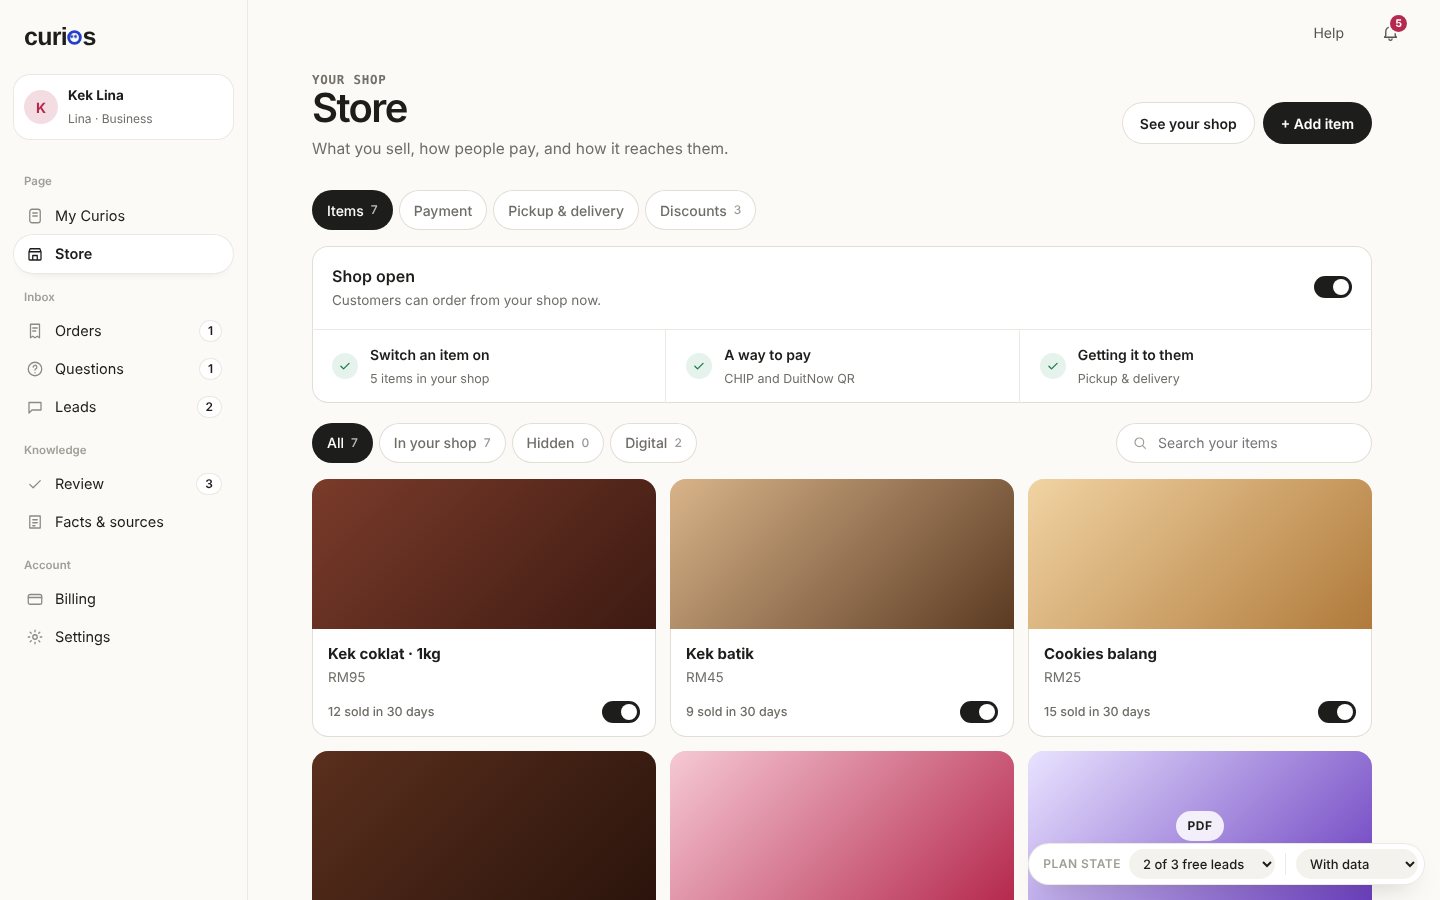 curios
Help
5
K
Kek Lina
Lina · Business
Page
My Curios
Store
Inbox
Orders 1
Questions 1
Leads 2
Knowledge
Review 3
Facts & sources
Account
Billing
Settings
YOUR SHOP
Store
What you sell, how people pay, and how it reaches them.
See your shop
+ Add item
Items 7
Payment
Pickup & delivery
Discounts 3
Shop open
Customers can order from your shop now.
Switch an item on
5 items in your shop
A way to pay
CHIP and DuitNow QR
Getting it to them
Pickup & delivery
All 7
In your shop 7
Hidden 0
Digital 2
Search your items
Kek coklat · 1kg
RM95
12 sold in 30 days
Kek batik
RM45
9 sold in 30 days
Cookies balang
RM25
15 sold in 30 days
PDF
PLAN STATE
2 of 3 free leads
With data